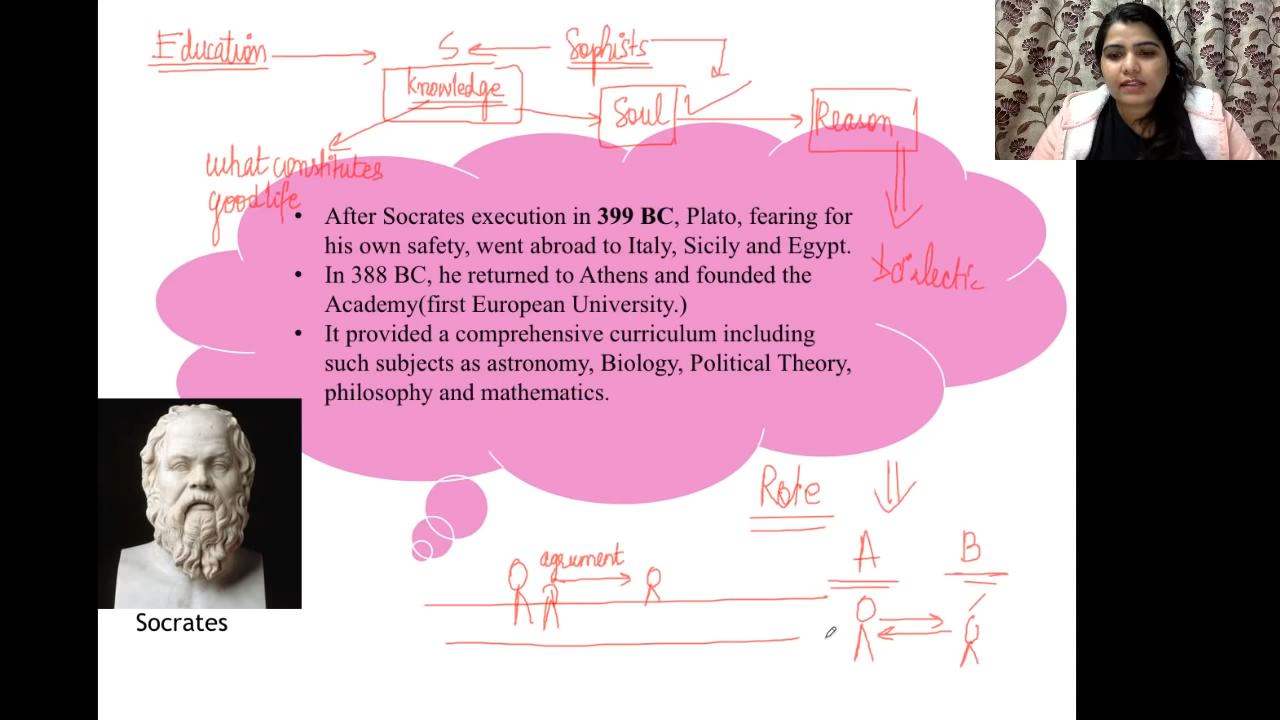 Education S Sophists
Knowledge Soul Reason
what constitutes
good life
• After Socrates execution in 399 BC, Plato, fearing for
his own safety, went abroad to Italy, Sicily and Egypt.
• In 388 BC, he returned to Athens and founded the
Academy(first European University.)
• It provided a comprehensive curriculum including
such subjects as astronomy, Biology, Political Theory,
philosophy and mathematics.
Rote
A B
agrument
Socrates